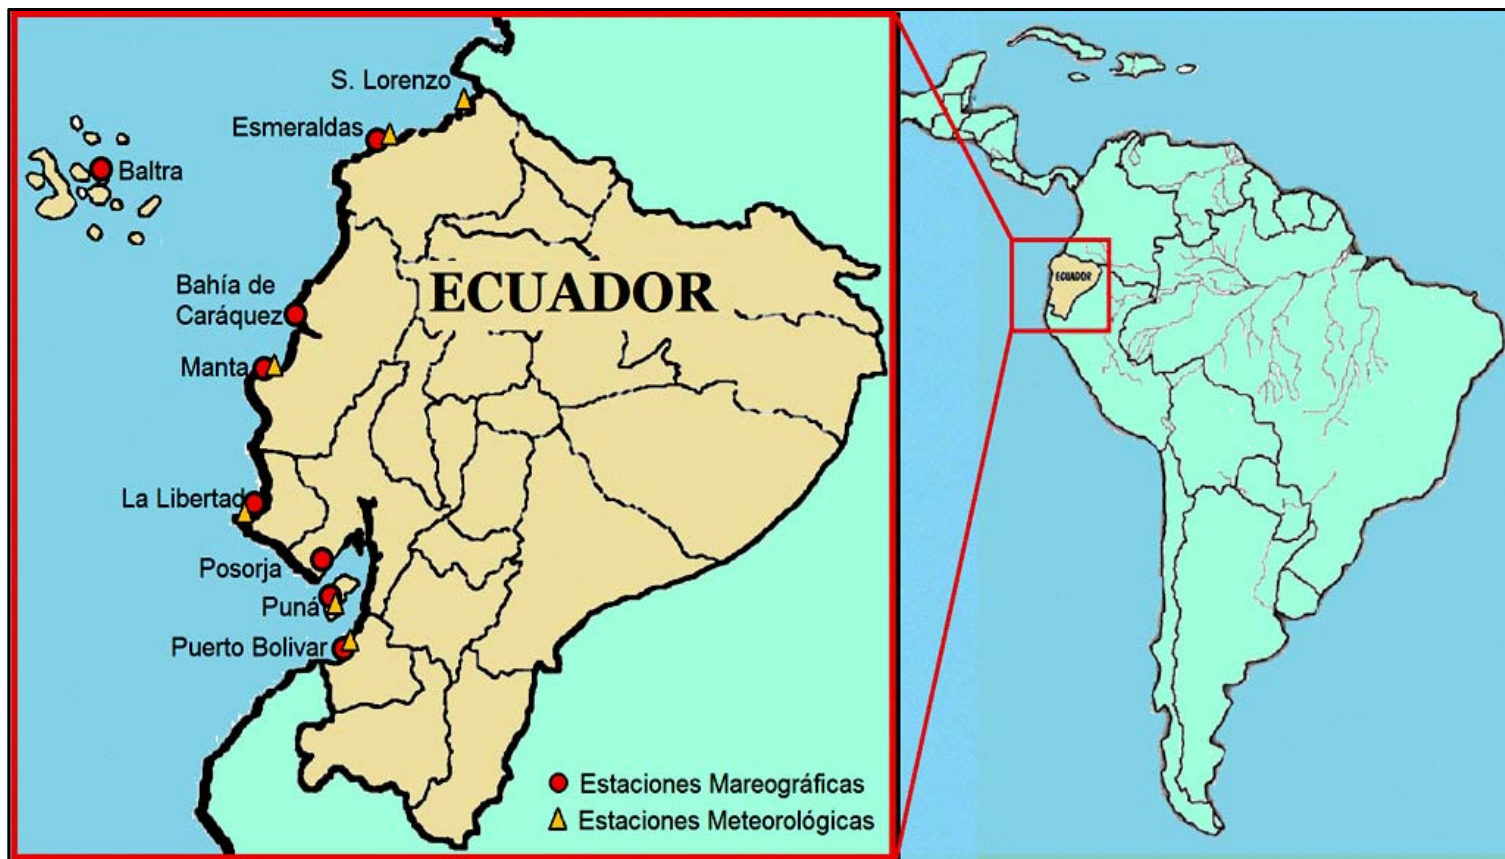 S. Lorenzo
Esmeraldas
Baltra
ECUADOR
Bahía de
Caráquez
Manta
La Libertad
Posorja
Puná
Puerto Bolivar
Estaciones Mareográficas
Estaciones Meteorológicas
ECUADOR